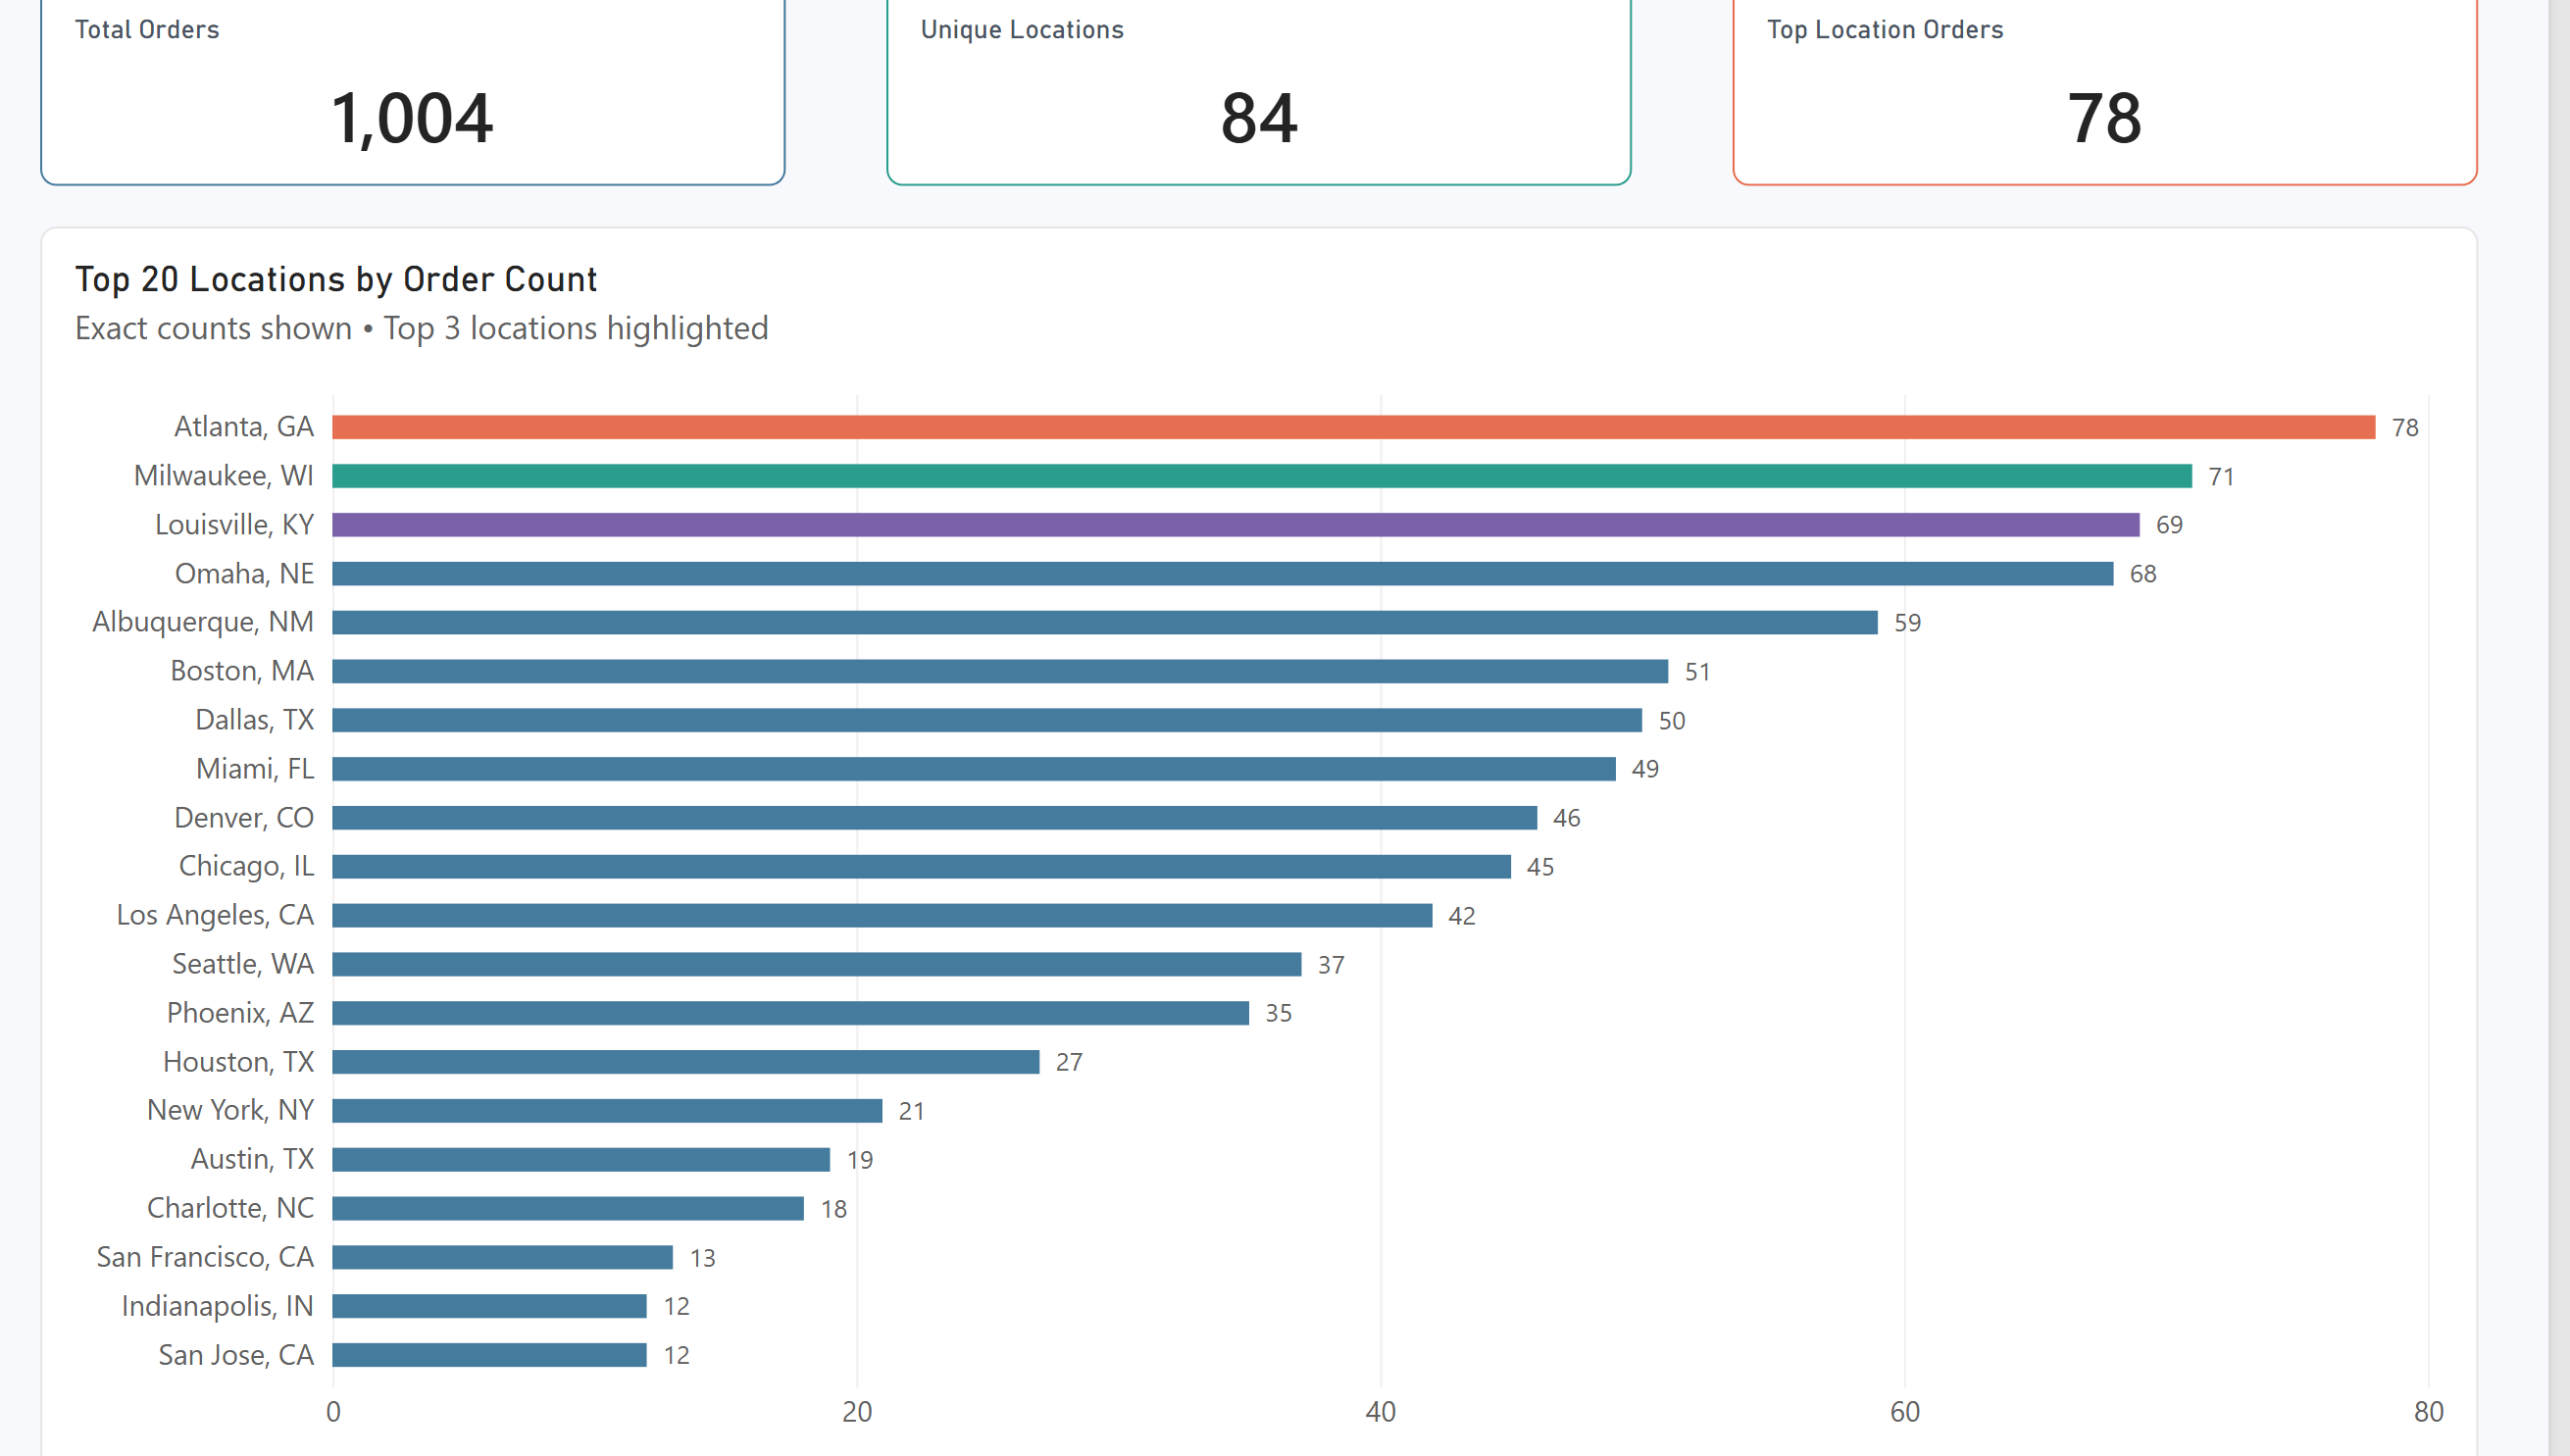 Total Orders
1,004
Unique Locations
84
Top Location Orders
78
Top 20 Locations by Order Count
Exact counts shown • Top 3 locations highlighted
Atlanta, GA 78
Milwaukee, WI 71
Louisville, KY 69
Omaha, NE 68
Albuquerque, NM 59
Boston, MA 51
Dallas, TX 50
Miami, FL 49
Denver, CO 46
Chicago, IL 45
Los Angeles, CA 42
Seattle, WA 37
Phoenix, AZ 35
Houston, TX 27
New York, NY 21
Austin, TX 19
Charlotte, NC 18
San Francisco, CA 13
Indianapolis, IN 12
San Jose, CA 12
0 20 40 60 80